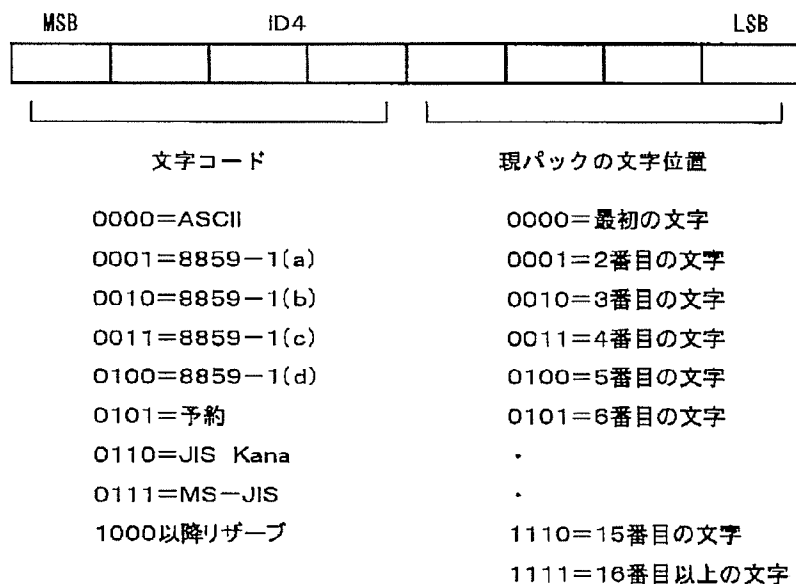 MSB ID4 LSB
文字コード 現パックの文字位置
0000=ASCII 0000=最初の文字
0001=8859-1(a) 0001=2番目の文字
0010=8859-1(b) 0010=3番目の文字
0011=8859-1(c) 0011=4番目の文字
0100=8859-1(d) 0100=5番目の文字
0101=予約 0101=6番目の文字
0110=JIS Kana ・
0111=MS-JIS ・
1000以降リザーブ 1110=15番目の文字
1111=16番目以上の文字